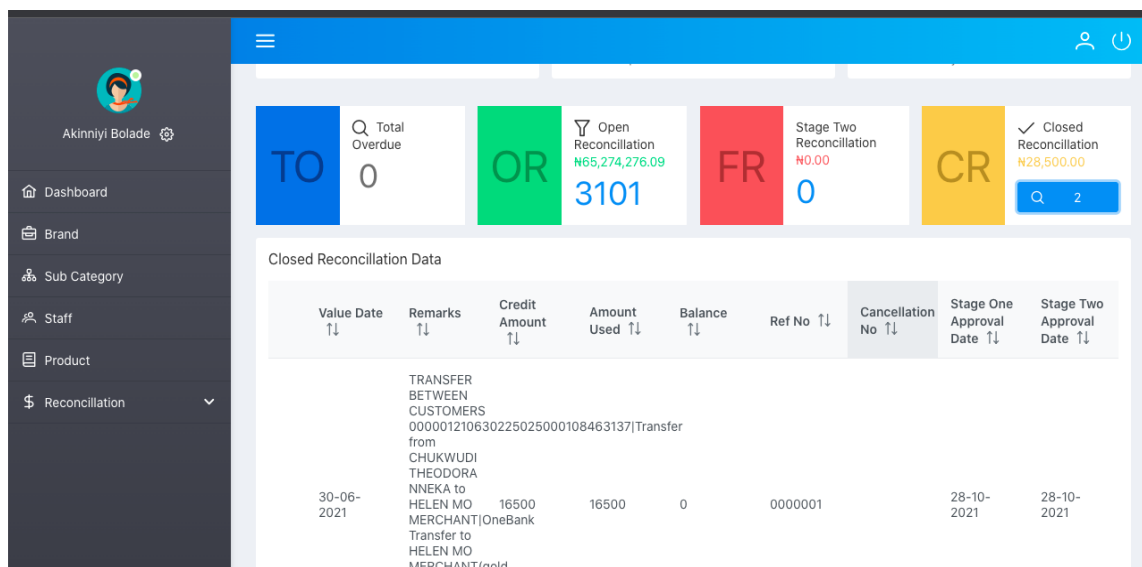 Akinniyi Bolade
Dashboard
Brand
Sub Category
Staff
Product
Reconcillation
TO
Total
Overdue
0
OR
Open
Reconcillation
₦65,274,276.09
3101
FR
Stage Two
Reconcillation
₦0.00
0
CR
Closed
Reconcillation
₦28,500.00
2
Closed Reconcillation Data
Value Date
Remarks
Credit
Amount
Amount
Used
Balance
Ref No
Cancellation
No
Stage One
Approval
Date
Stage Two
Approval
Date
30-06-
2021
TRANSFER
BETWEEN
CUSTOMERS
000001210630225025000108463137|Transfer
from
CHUKWUDI
THEODORA
NNEKA to
HELEN MO
MERCHANT|OneBank
Transfer to
HELEN MO
MERCHANT(gold
16500
16500
0
0000001
28-10-
2021
28-10-
2021